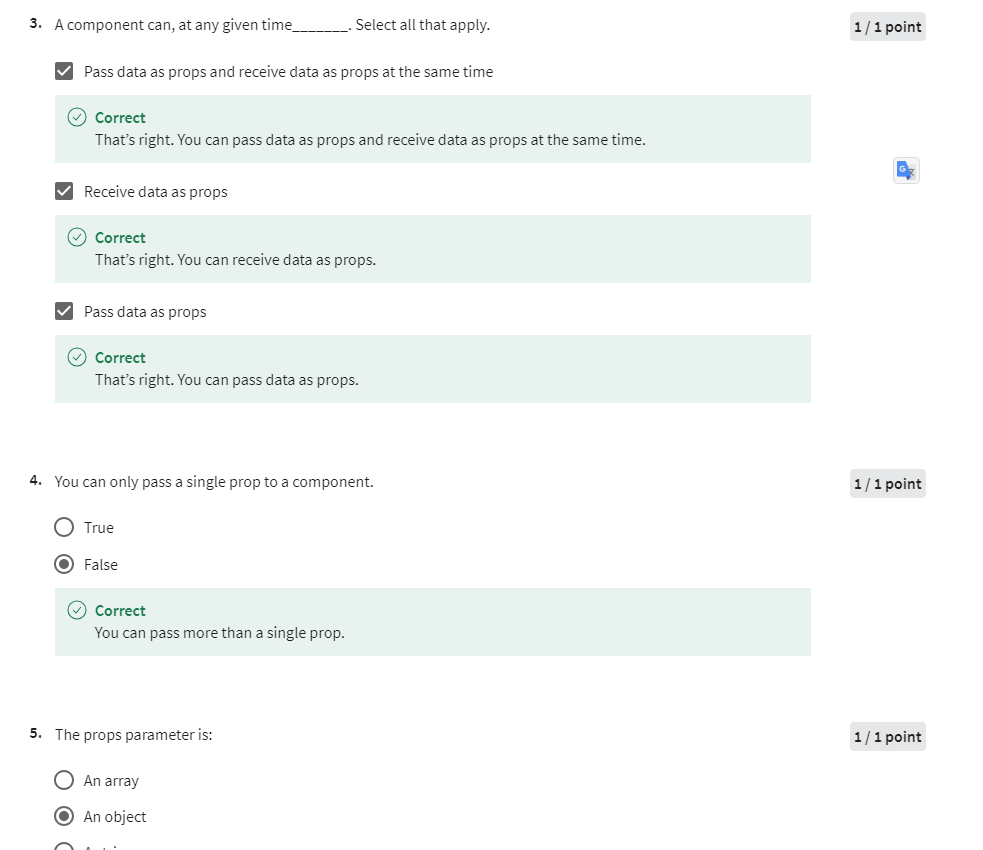 3. A component can, at any given time_______. Select all that apply.
1 / 1 point
Pass data as props and receive data as props at the same time
Correct
That’s right. You can pass data as props and receive data as props at the same time.
Receive data as props
Correct
That’s right. You can receive data as props.
Pass data as props
Correct
That’s right. You can pass data as props.
4. You can only pass a single prop to a component.
1 / 1 point
True
False
Correct
You can pass more than a single prop.
5. The props parameter is:
1 / 1 point
An array
An object